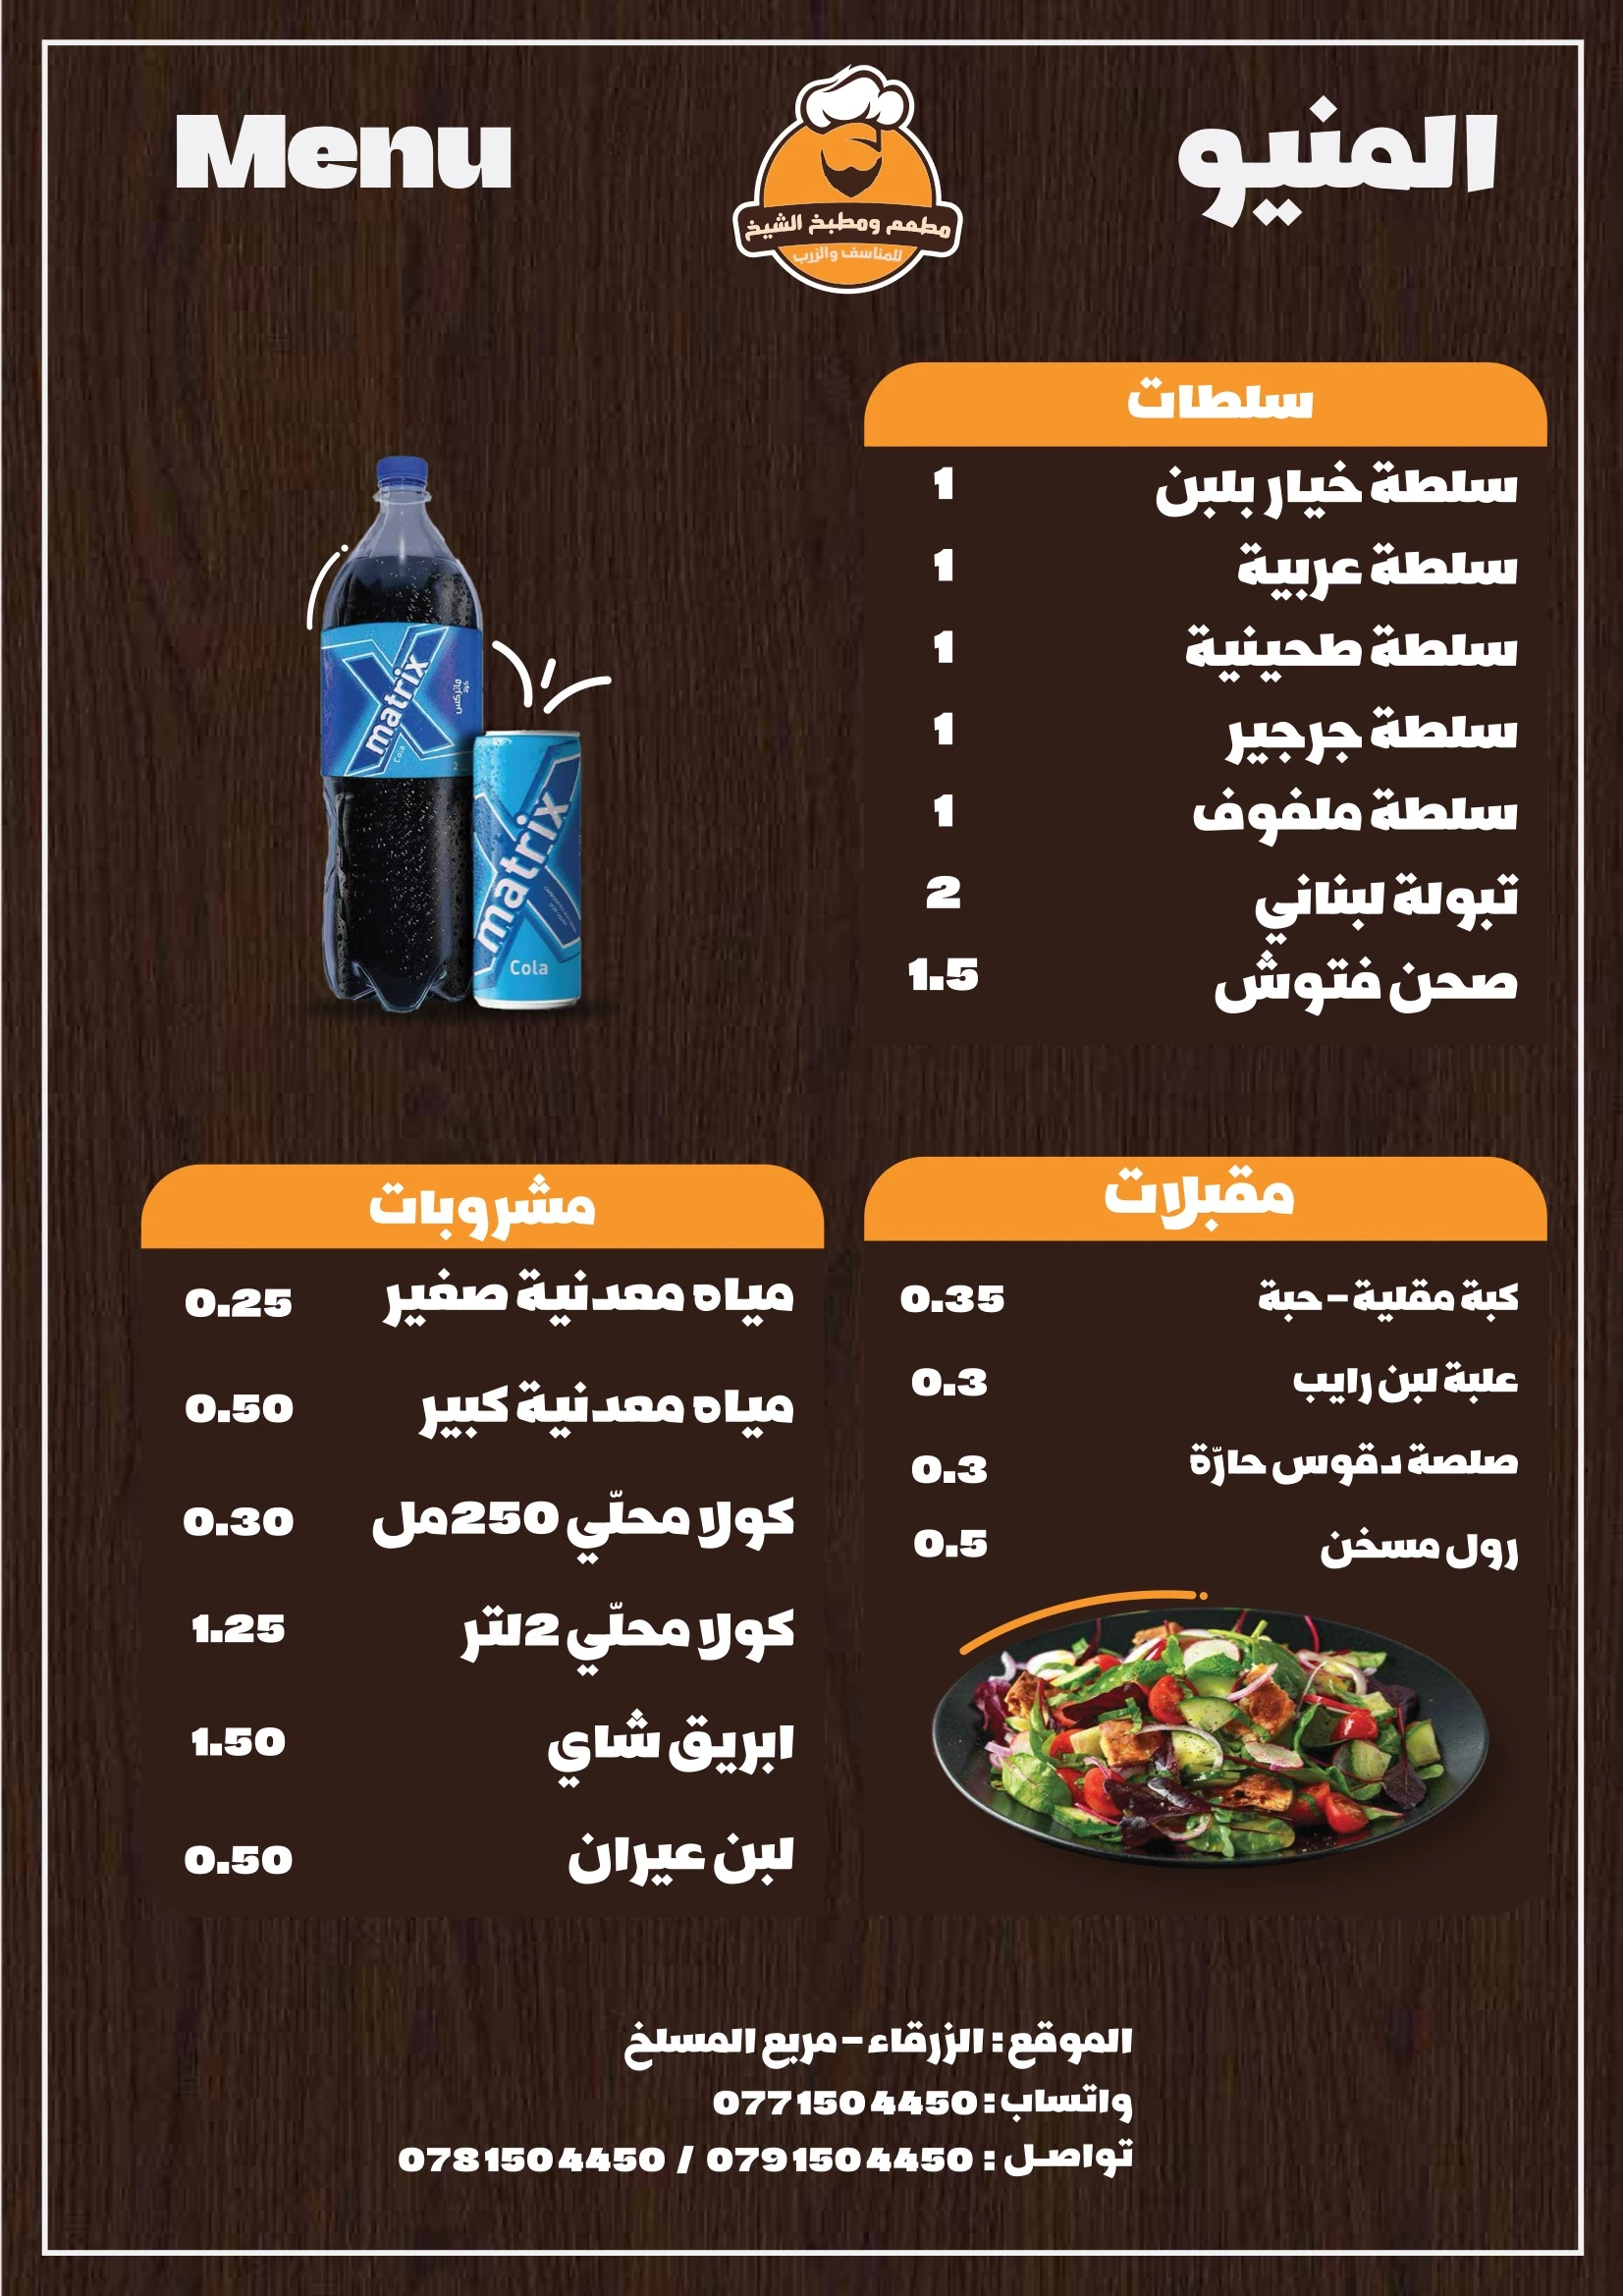 المنيو
Menu
مطعم ومطبخ الشيخ
للمناسف والزرب
سلطات
سلطة خيار بلبن 1
سلطة عربية 1
سلطة طحينية 1
سلطة جرجير 1
سلطة ملفوف 1
تبولة لبناني 2
صحن فتوش 1.5
matrix
Cola
ماتركس
كولا
2
matrix
Cola
مقبلات
كبة مقلية - حبة 0.35
علبة لبن رايب 0.3
صلصة دقوس حارّة 0.3
رول مسخن 0.5
مشروبات
مياه معدنية صغير 0.25
مياه معدنية كبير 0.50
كولا محلّي 250مل 0.30
كولا محلّي 2لتر 1.25
ابريق شاي 1.50
لبن عيران 0.50
الموقع : الزرقاء - مربع المسلخ
واتساب : 0771504450
تواصل : 0791504450 / 0781504450